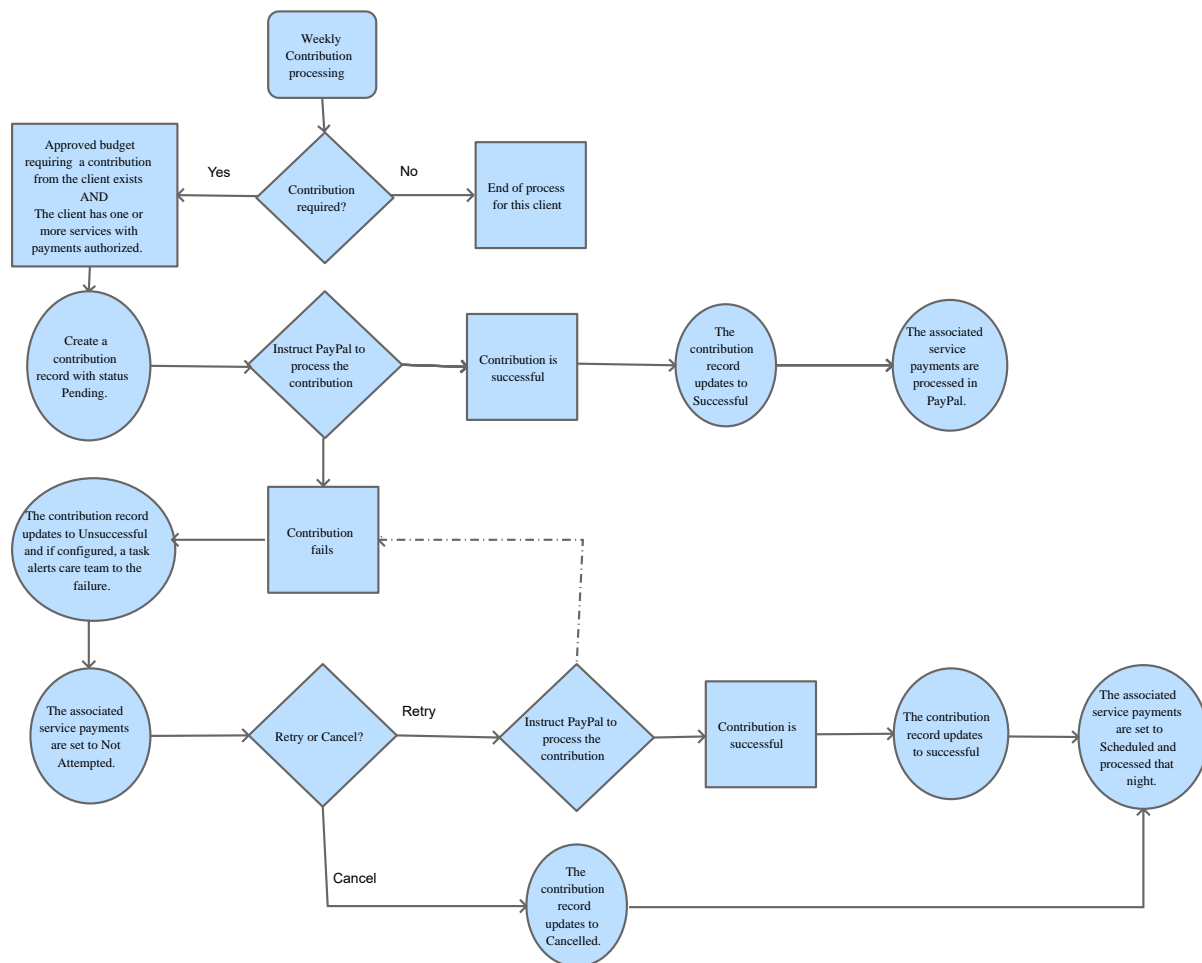 Weekly
Contribution
processing
Approved budget
requiring  a contribution
from the client exists
AND
The client has one or
more services with
payments authorized.
Yes
Contribution
required?
No
End of process
for this client
Create a
contribution
record with status
Pending.
Instruct PayPal to
process the
contribution
Contribution is
successful
The
contribution
record
updates to
Successful
The associated
service
payments are
processed in
PayPal.
The contribution record
updates to Unsuccessful
and if configured, a task
alerts care team to the
failure.
Contribution
fails
The associated
service payments
are set to Not
Attempted.
Retry or Cancel?
Retry
Instruct PayPal to
process the
contribution
Contribution is
successful
The contribution
record updates
to successful
The associated
service payments
are set to
Scheduled and
processed that
night.
Cancel
The
contribution
record
updates to
Cancelled.